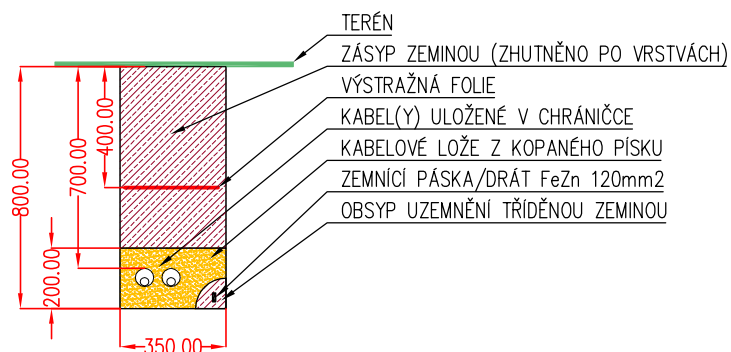 TERÉN
ZÁSYP ZEMINOU (ZHUTNĚNO PO VRSTVÁCH)
VÝSTRAŽNÁ FOLIE
KABEL(Y) ULOŽENÉ V CHRÁNIČCE
KABELOVÉ LOŽE Z KOPANÉHO PÍSKU
ZEMNÍCÍ PÁSKA/DRÁT FeZn 120mm2
OBSYP UZEMNĚNÍ TŘÍDĚNOU ZEMINOU
800.00
700.00
400.00
200.00
350.00